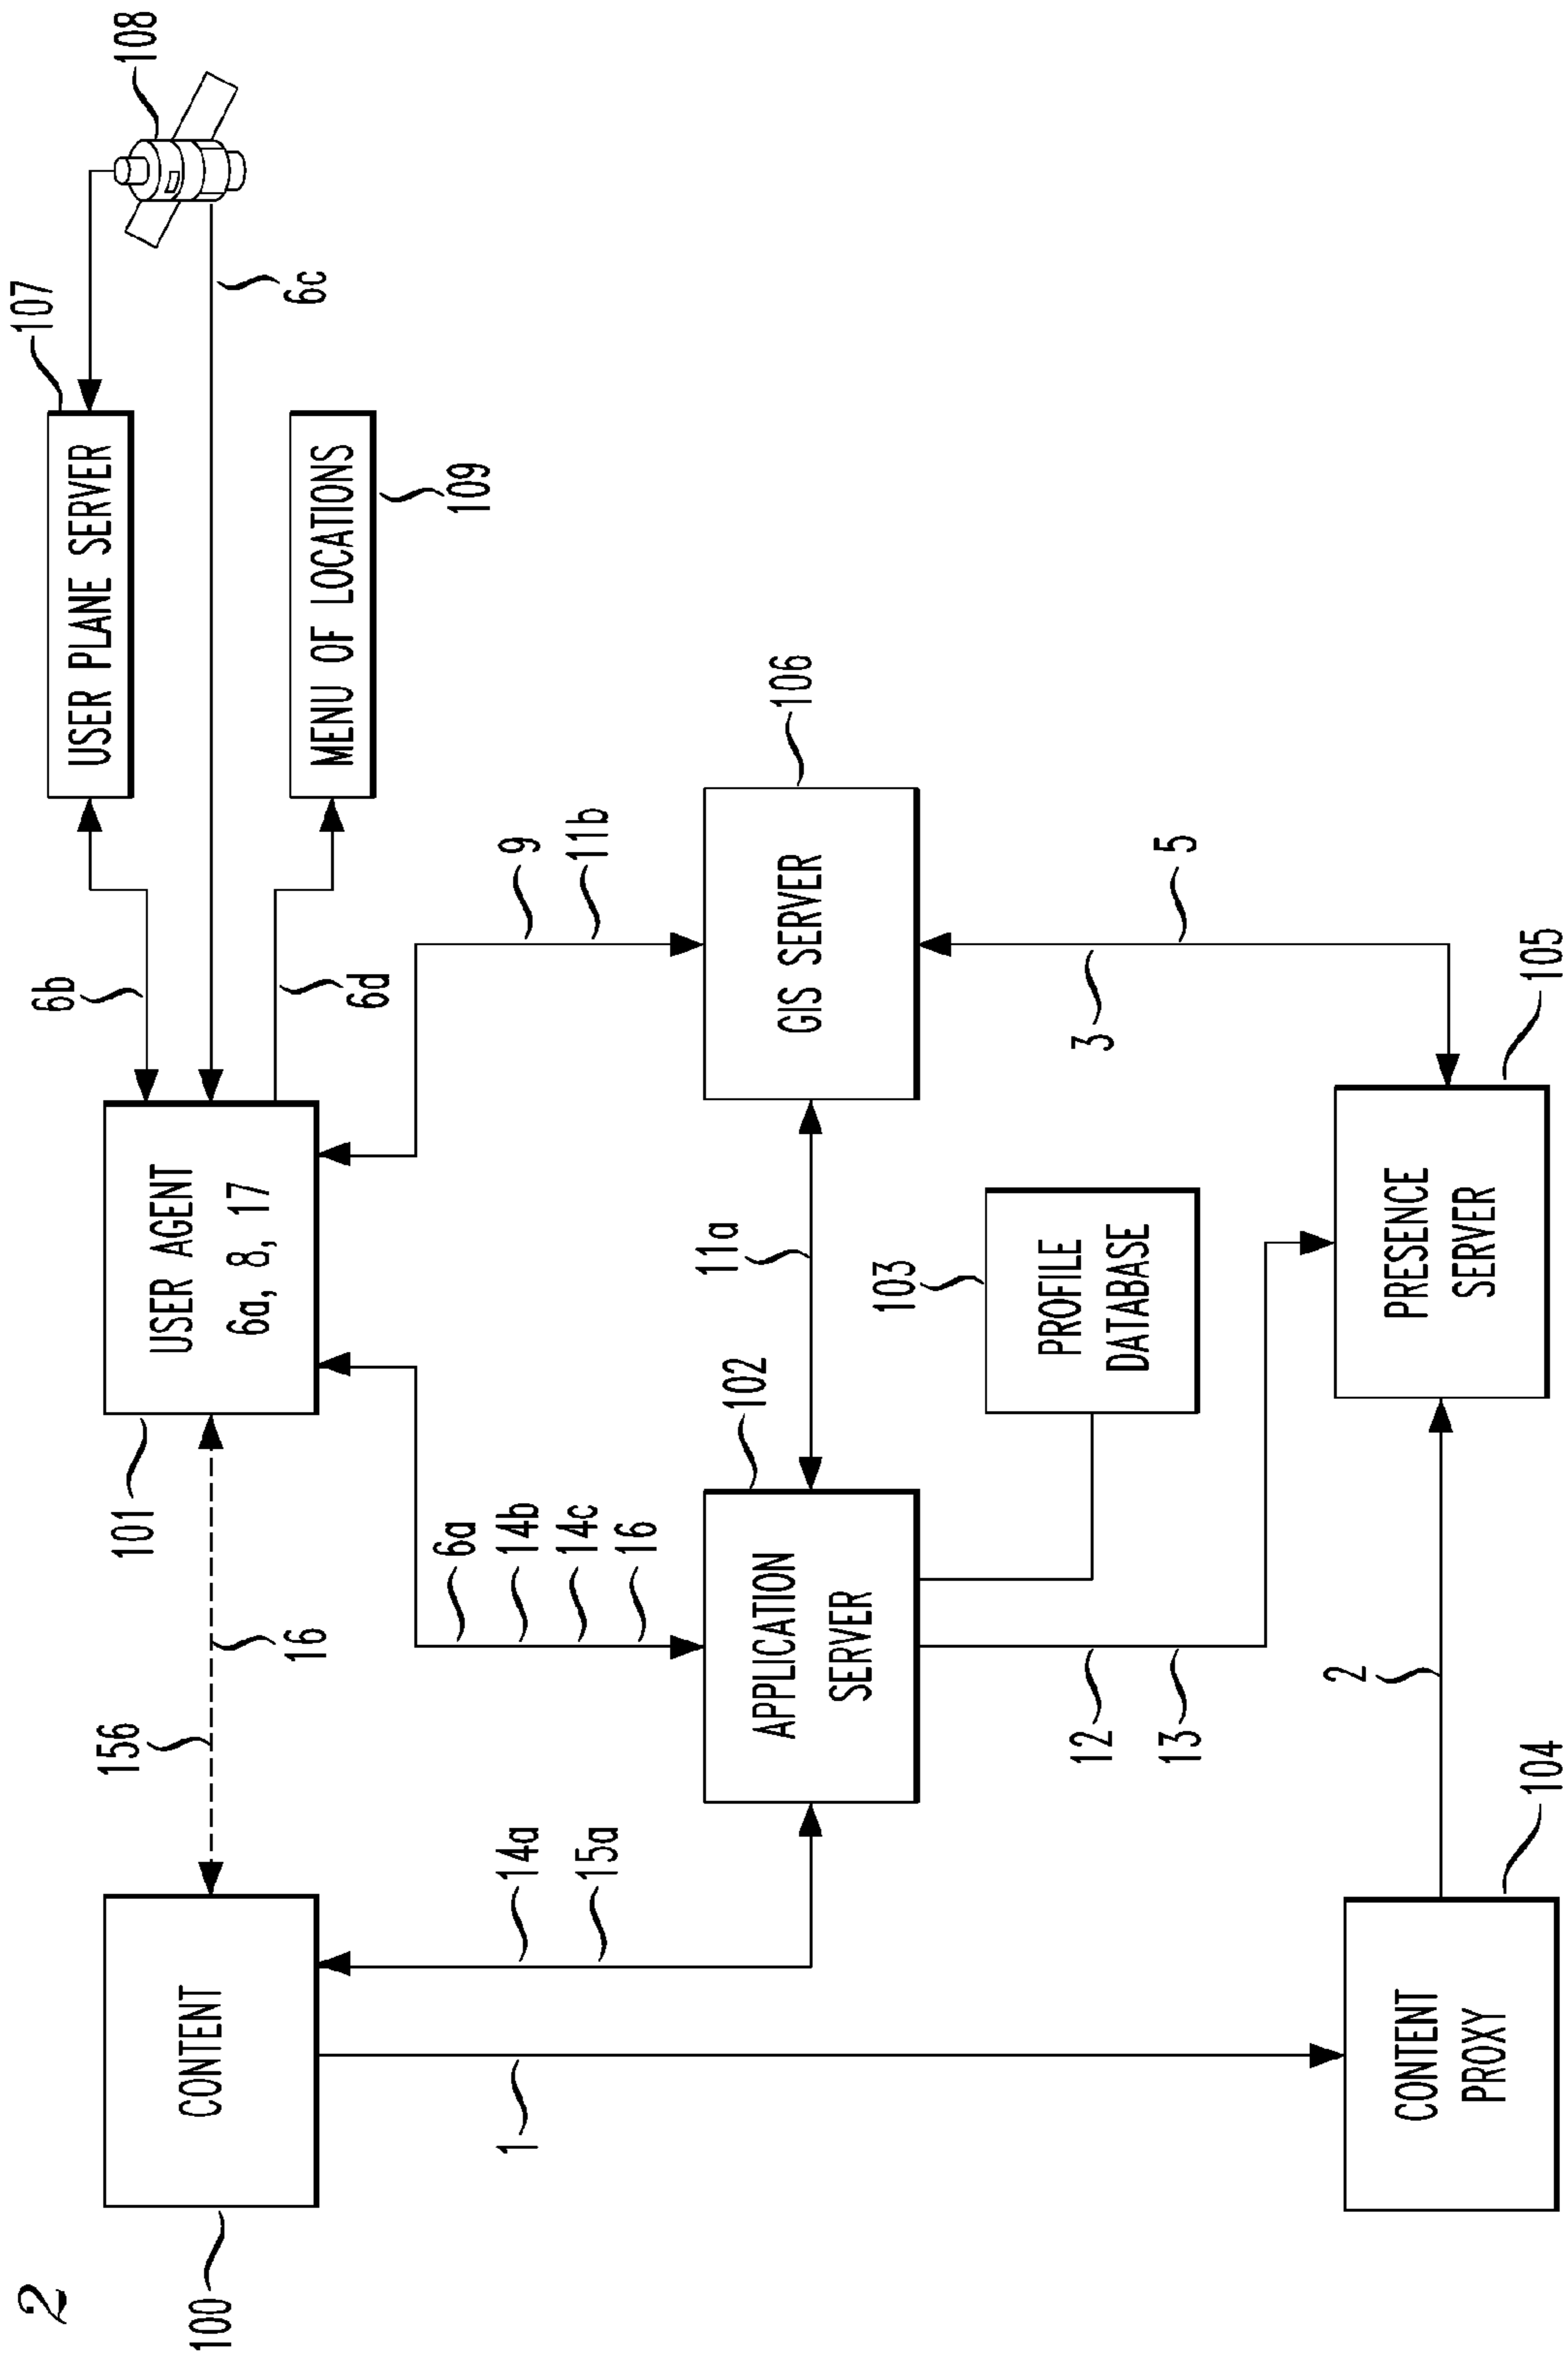 2
100
CONTENT
156
16
101
USER AGENT
6a, 8, 17
6b
6d
USER PLANE SERVER
107
6c
108
MENU OF LOCATIONS
109
1
14a
15a
6a
14b
14c
16
9
11b
APPLICATION
SERVER
102
11a
GIS SERVER
106
103
PROFILE
DATABASE
12
13
3
5
CONTENT
PROXY
104
2
PRESENCE
SERVER
105